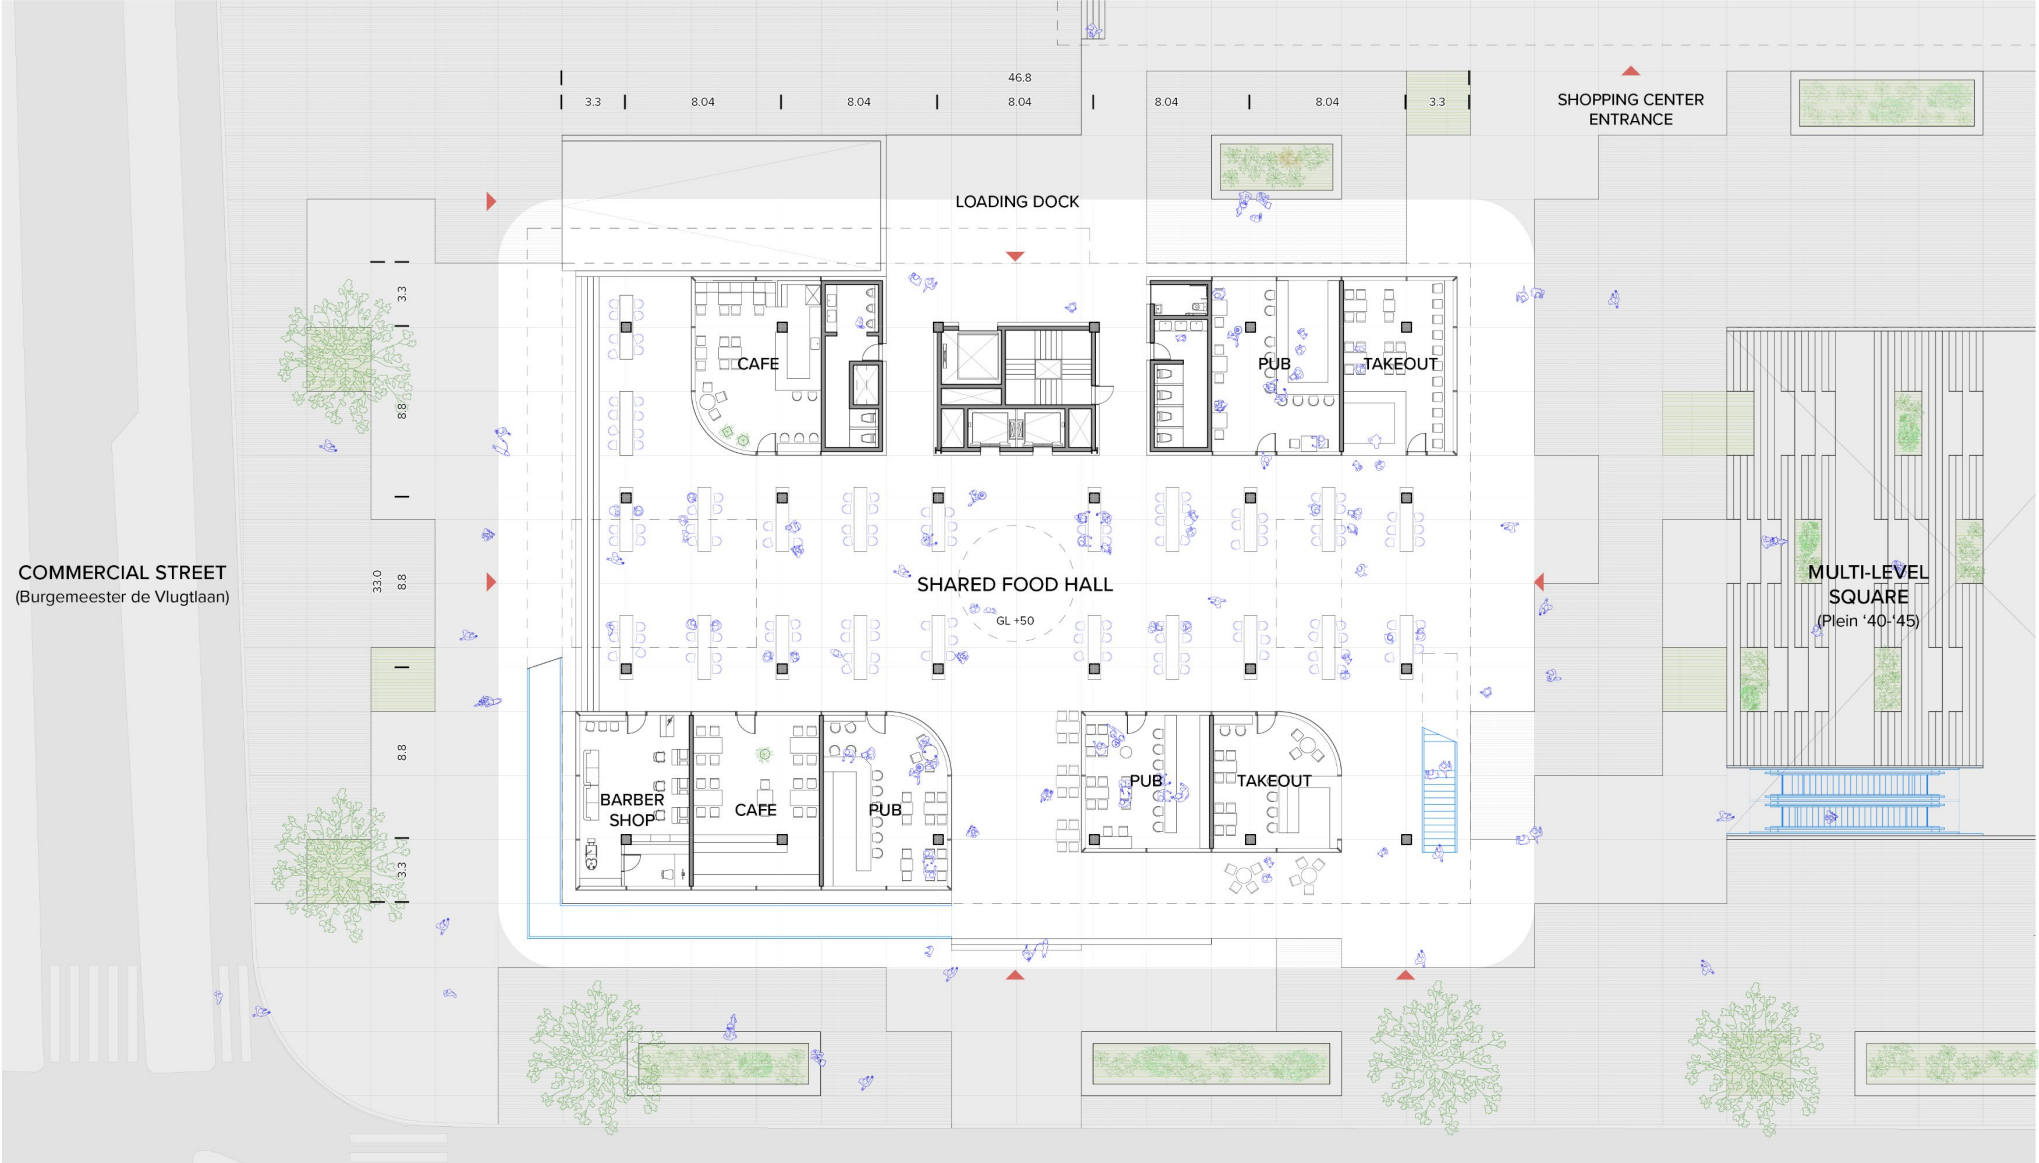 46.8
3.3 8.04 8.04 8.04 8.04 8.04 3.3
SHOPPING CENTER
ENTRANCE
LOADING DOCK
3.3
8.8
33.0
8.8
8.8
3.3
CAFE
PUB
TAKEOUT
COMMERCIAL STREET
(Burgemeester de Vlugtlaan)
SHARED FOOD HALL
GL +50
MULTI-LEVEL
SQUARE
(Plein ‘40-‘45)
BARBER
SHOP
CAFE
PUB
PUB
TAKEOUT